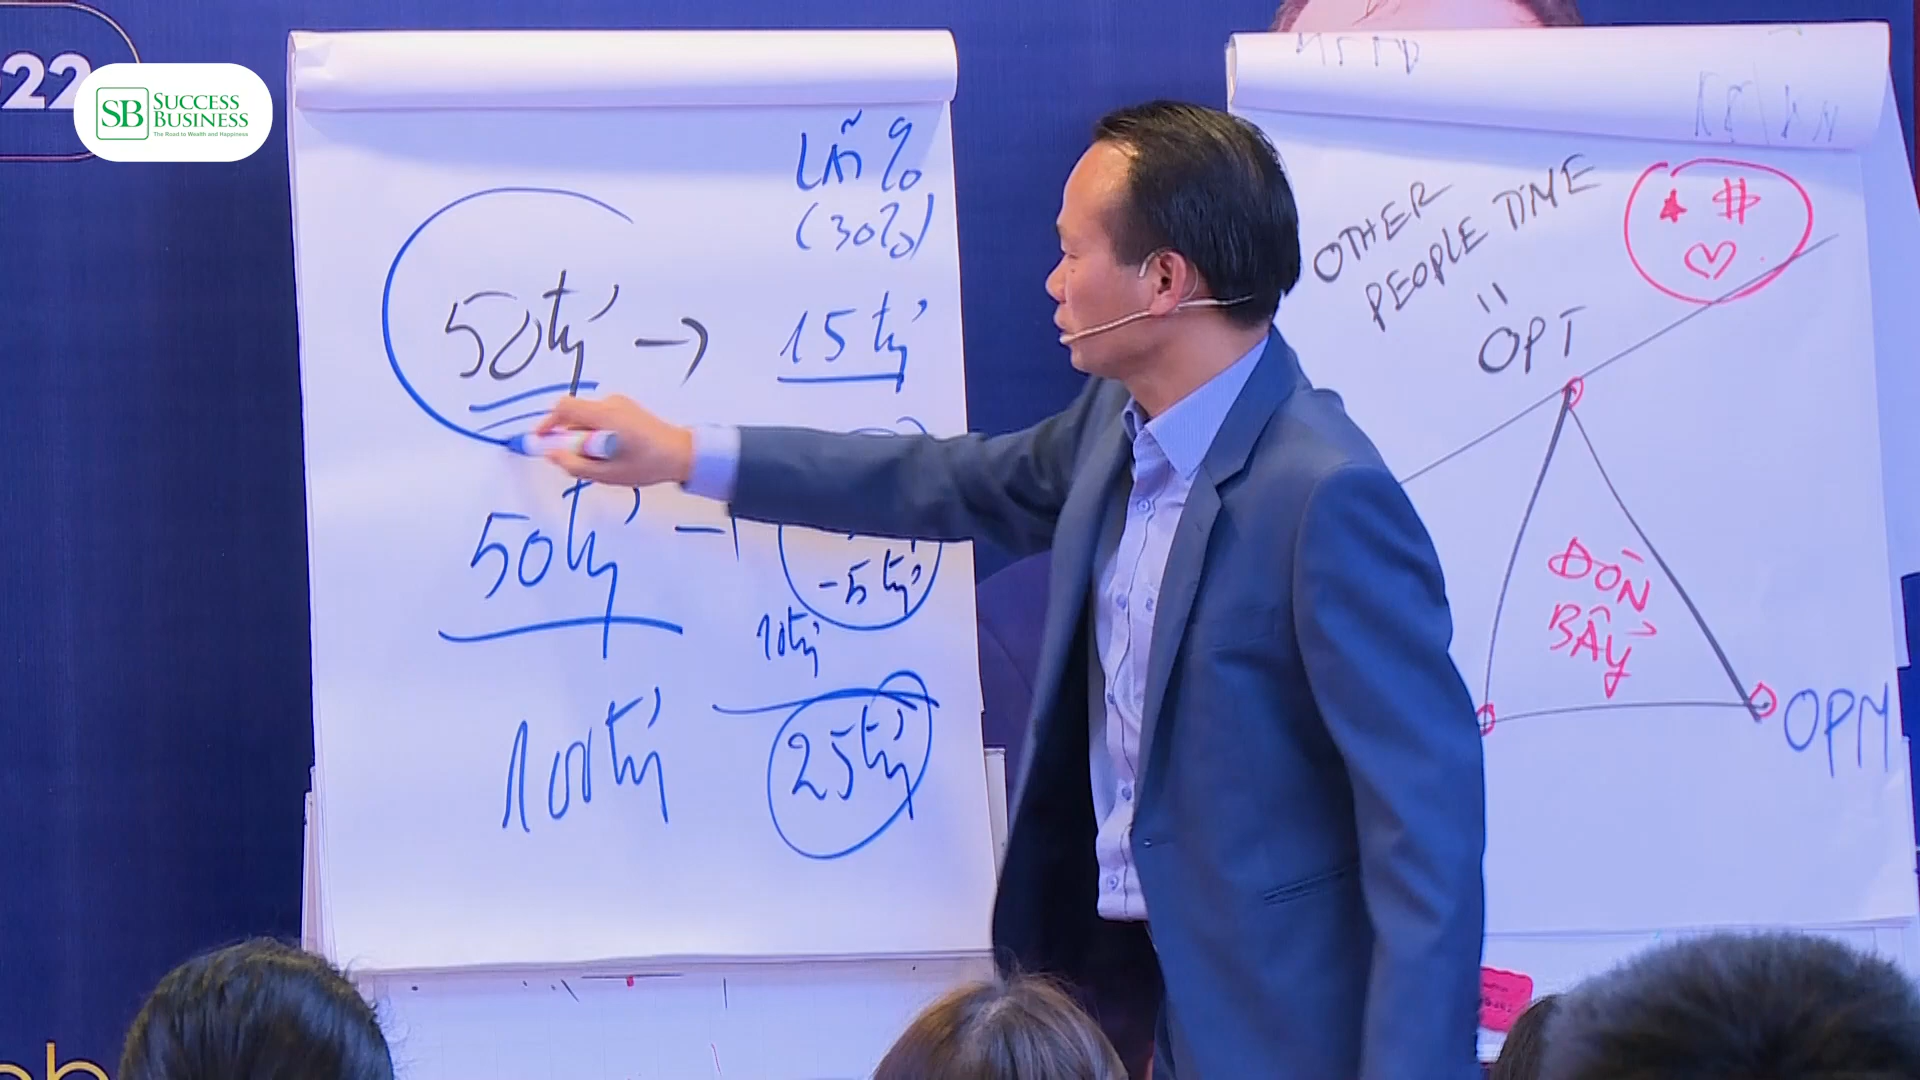 22
SB SUCCESS
BUSINESS
The Road to Wealth and Happiness
LÃI %
(30%)
50 tỷ → 15 tỷ
50 tỷ
-5 tỷ
10 tỷ
100 tỷ
25 tỷ
OTHER
PEOPLE TIME
=
OPT
* #
ĐÒN
BẨY
OPM